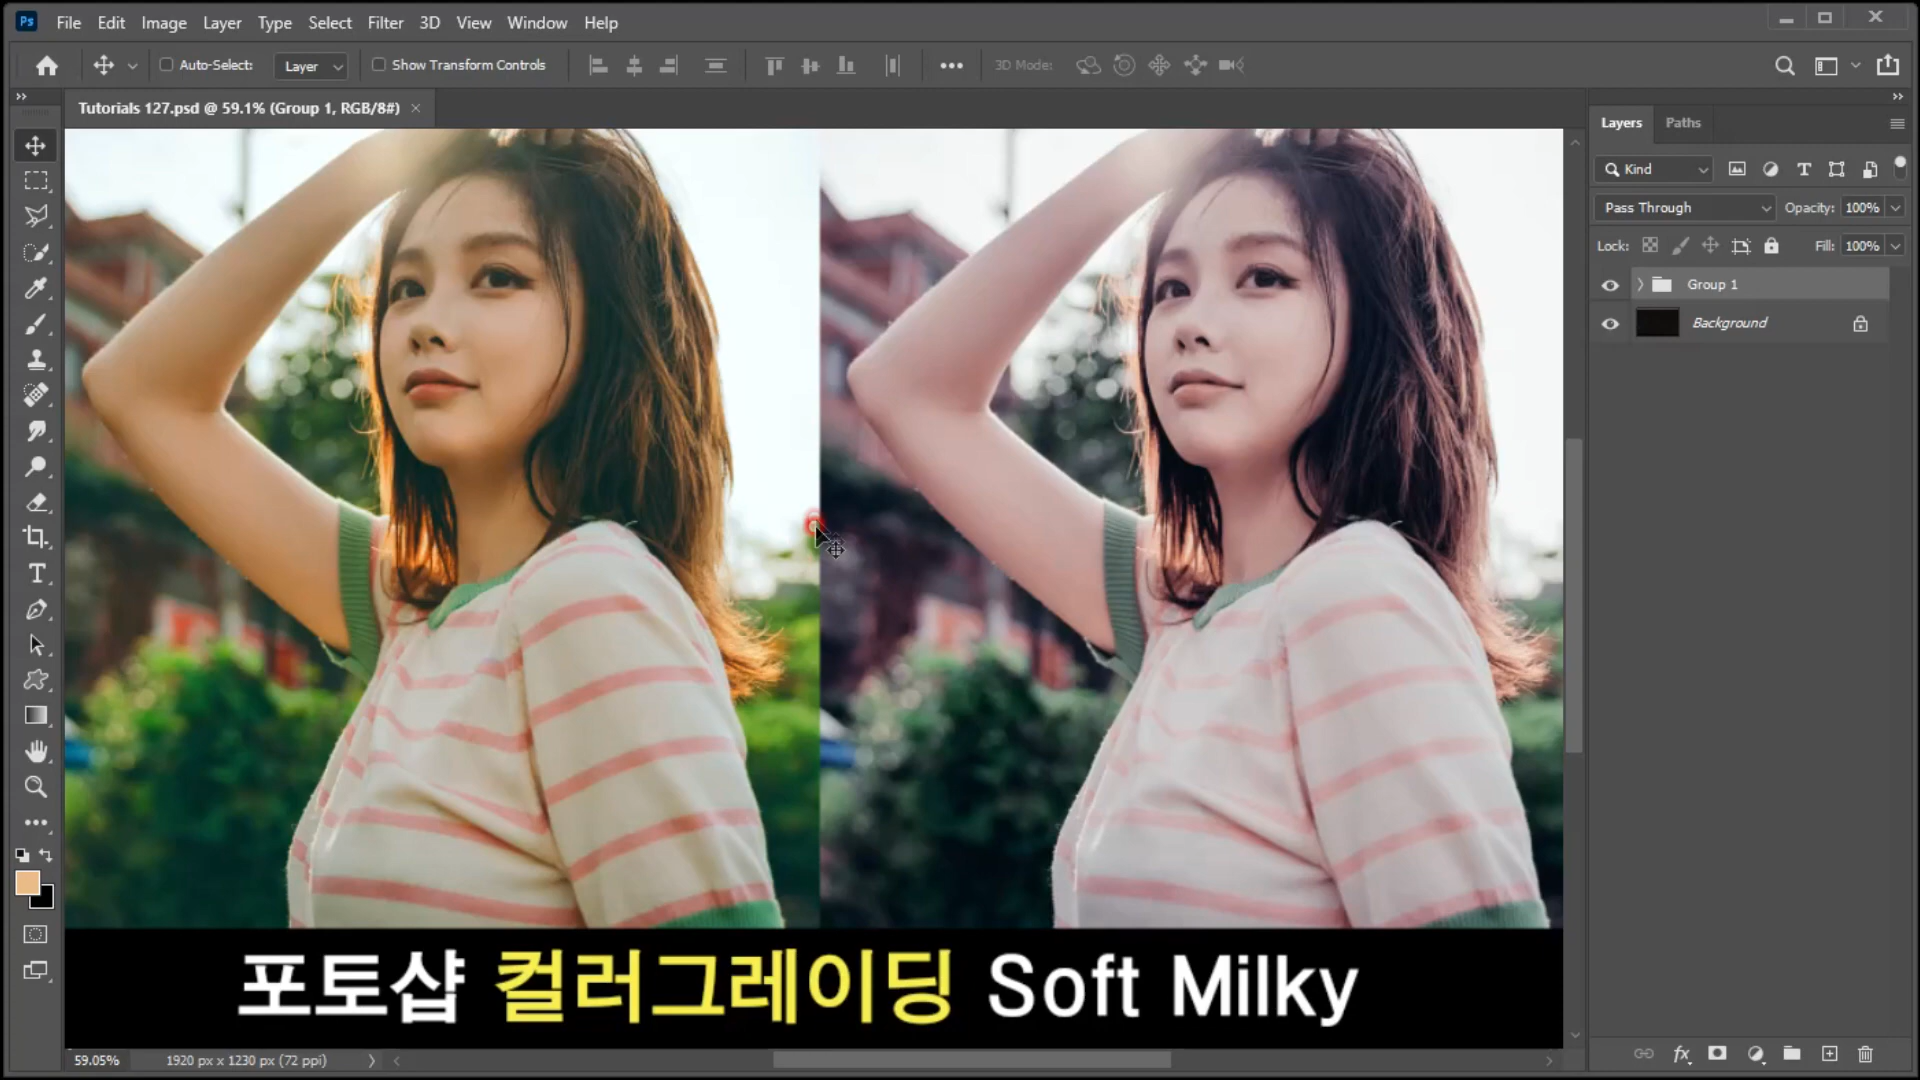 Ps File Edit Image Layer Type Select Filter 3D View Window Help
Auto-Select: Layer Show Transform Controls 3D Mode:
Tutorials 127.psd @ 59.1% (Group 1, RGB/8#)
Layers Paths
Kind
Pass Through Opacity: 100%
Lock: Fill: 100%
Group 1
Background
포토샵 컬러그레이딩 Soft Milky
59.05% 1920 px x 1230 px (72 ppi)